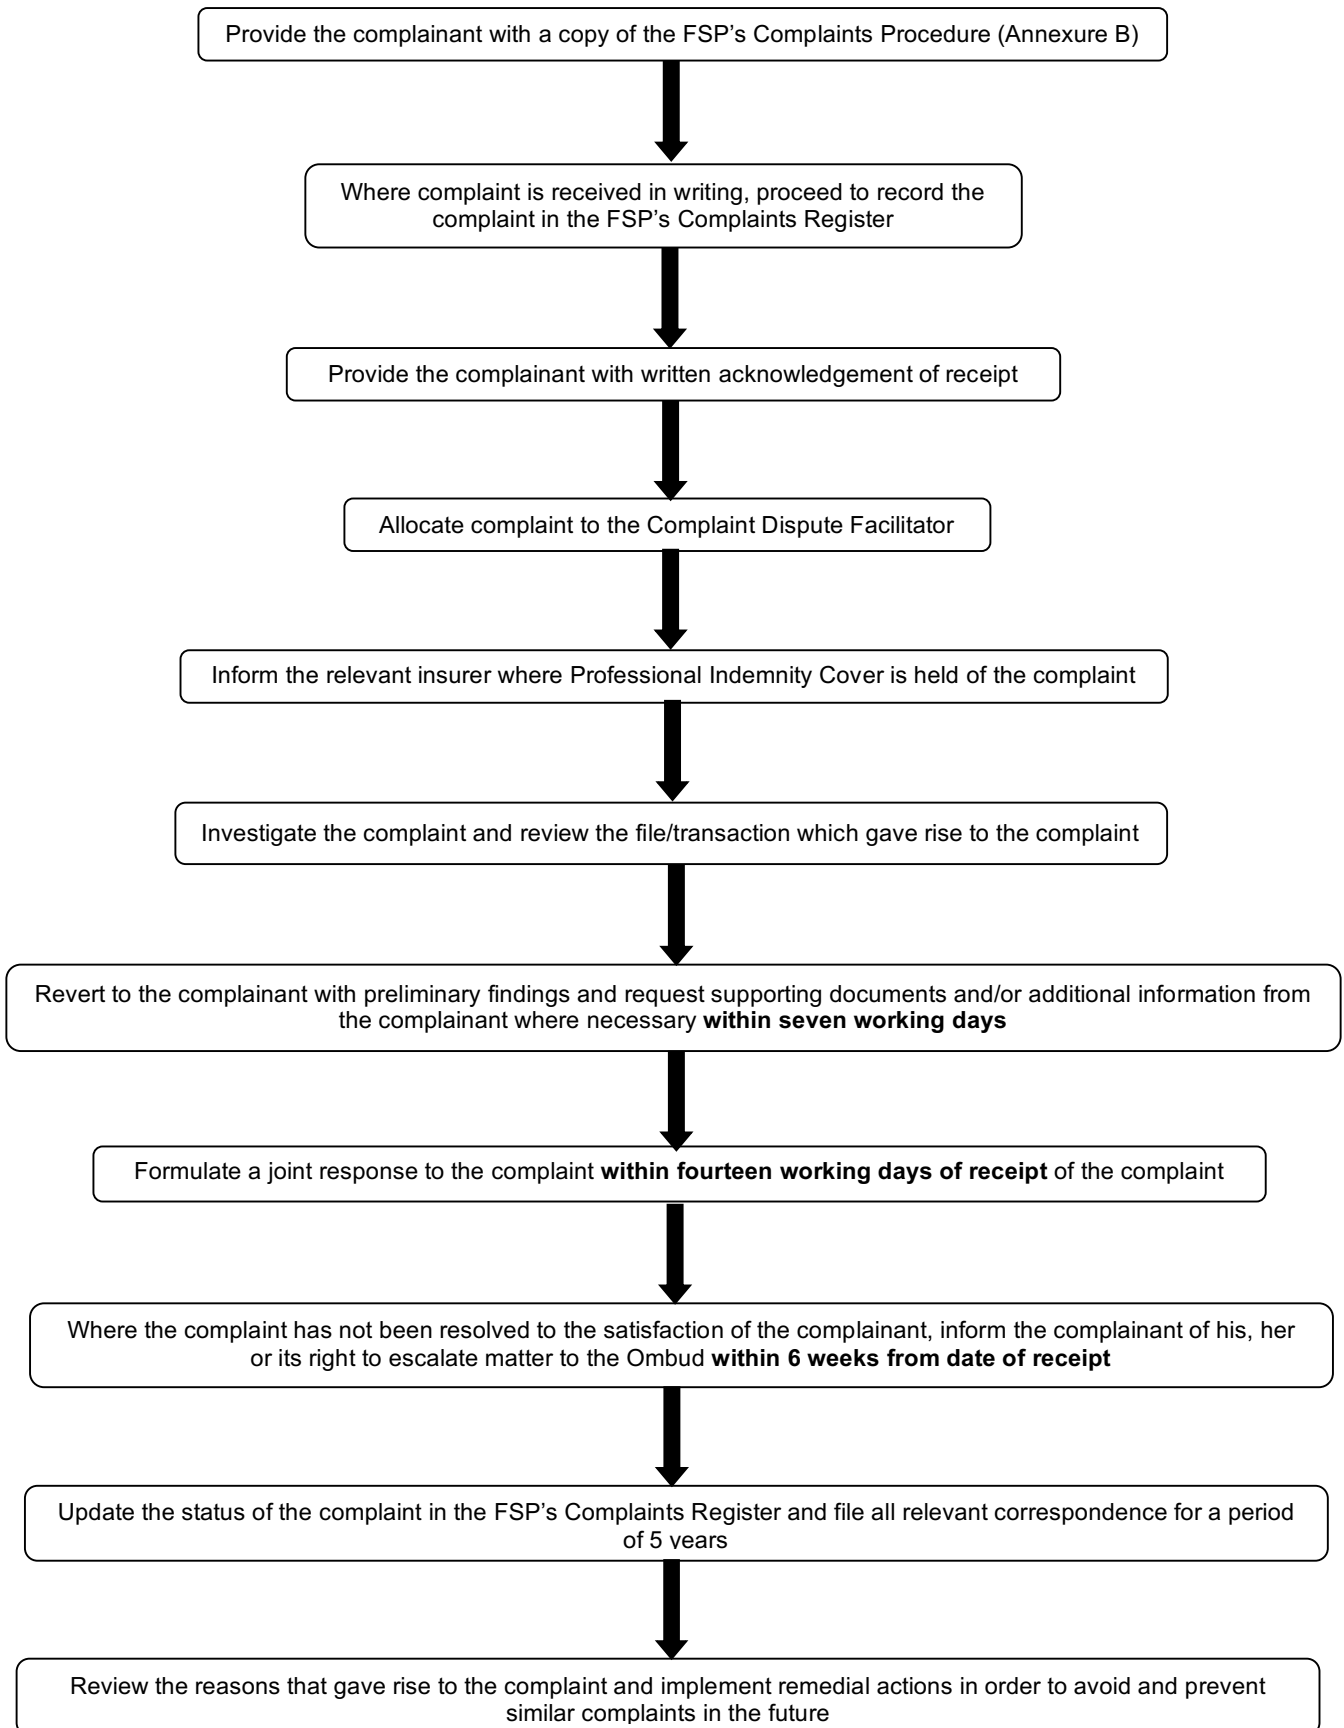 Provide the complainant with a copy of the FSP’s Complaints Procedure (Annexure B)
Where complaint is received in writing, proceed to record the
complaint in the FSP’s Complaints Register
Provide the complainant with written acknowledgement of receipt
Allocate complaint to the Complaint Dispute Facilitator
Inform the relevant insurer where Professional Indemnity Cover is held of the complaint
Investigate the complaint and review the file/transaction which gave rise to the complaint
Revert to the complainant with preliminary findings and request supporting documents and/or additional information from
the complainant where necessary within seven working days
Formulate a joint response to the complaint within fourteen working days of receipt of the complaint
Where the complaint has not been resolved to the satisfaction of the complainant, inform the complainant of his, her
or its right to escalate matter to the Ombud within 6 weeks from date of receipt
Update the status of the complaint in the FSP’s Complaints Register and file all relevant correspondence for a period
of 5 years
Review the reasons that gave rise to the complaint and implement remedial actions in order to avoid and prevent
similar complaints in the future